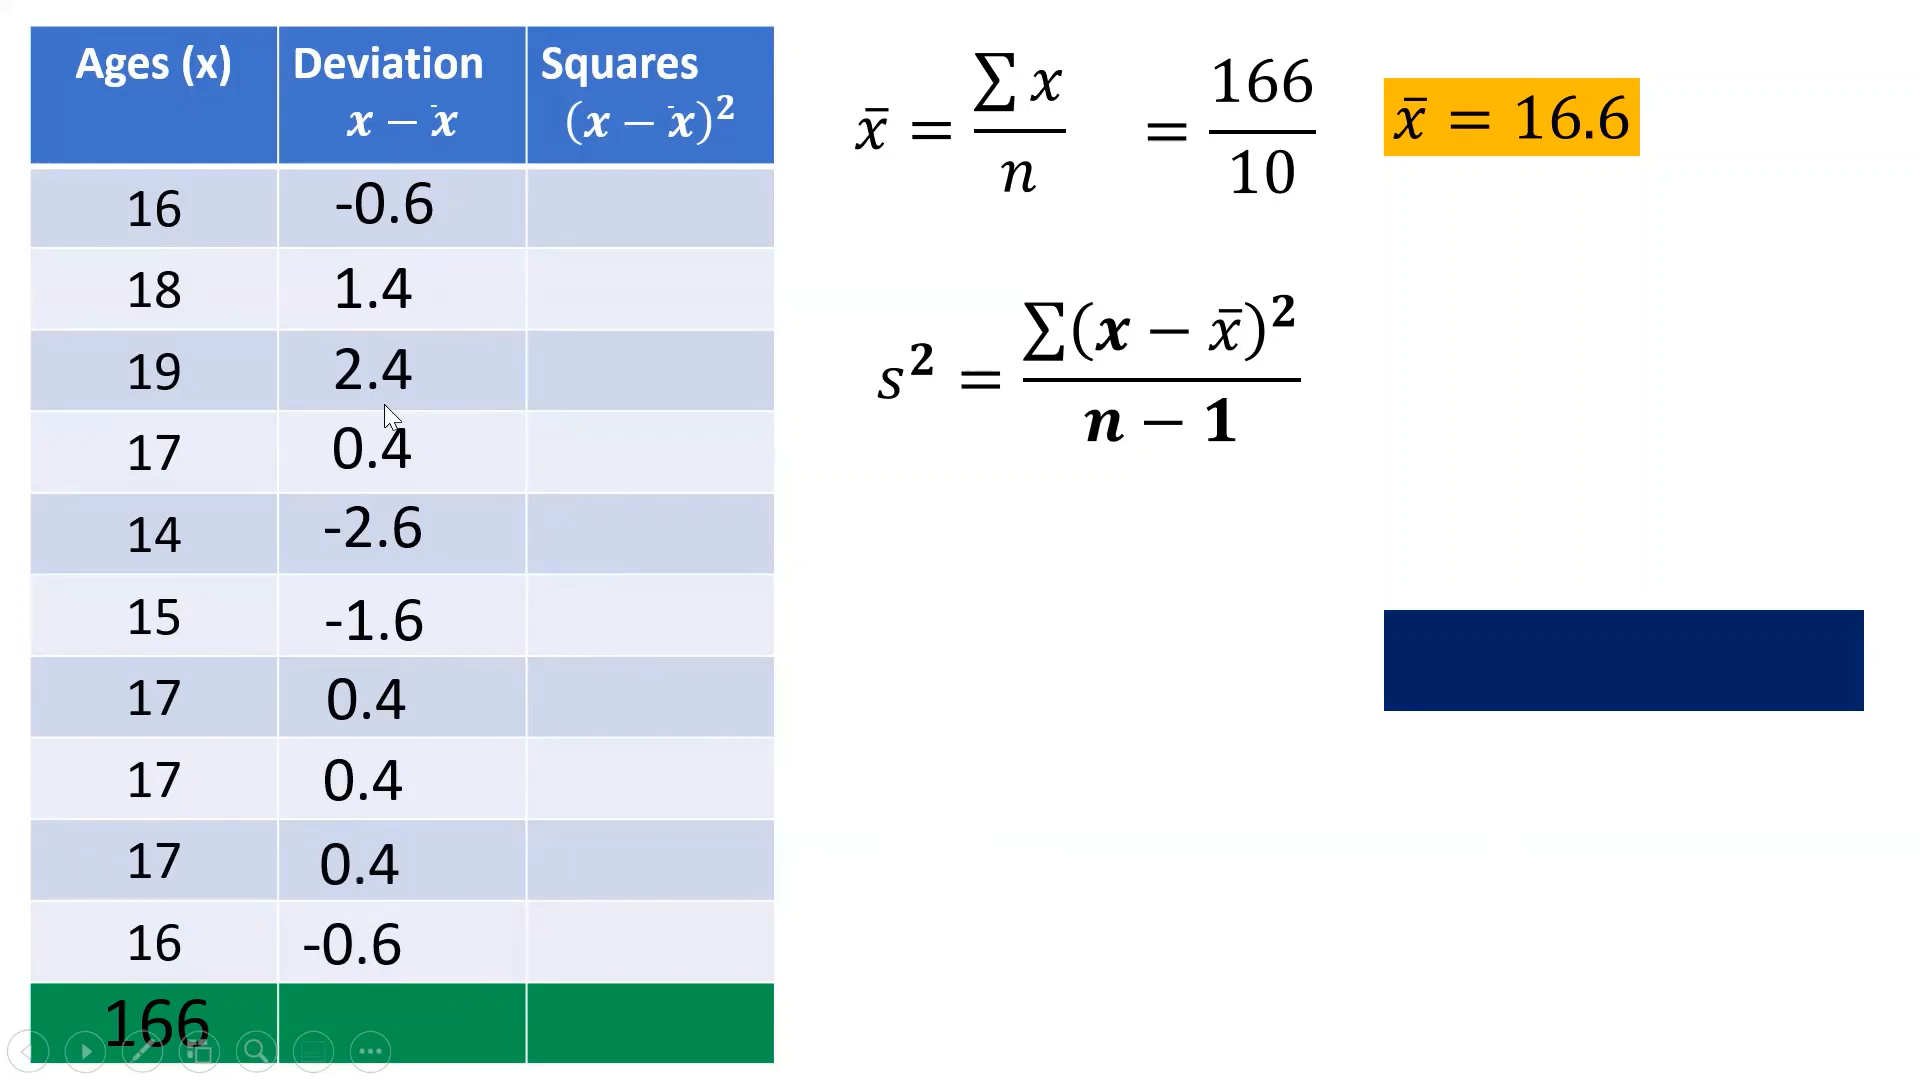 Ages (x) Deviation Squares
x − x̄ (x − x̄)²
16 -0.6
18 1.4
19 2.4
17 0.4
14 -2.6
15 -1.6
17 0.4
17 0.4
17 0.4
16 -0.6
166
x̄ = ∑x / n = 166 / 10
x̄ = 16.6
s² = ∑(x − x̄)² / n − 1